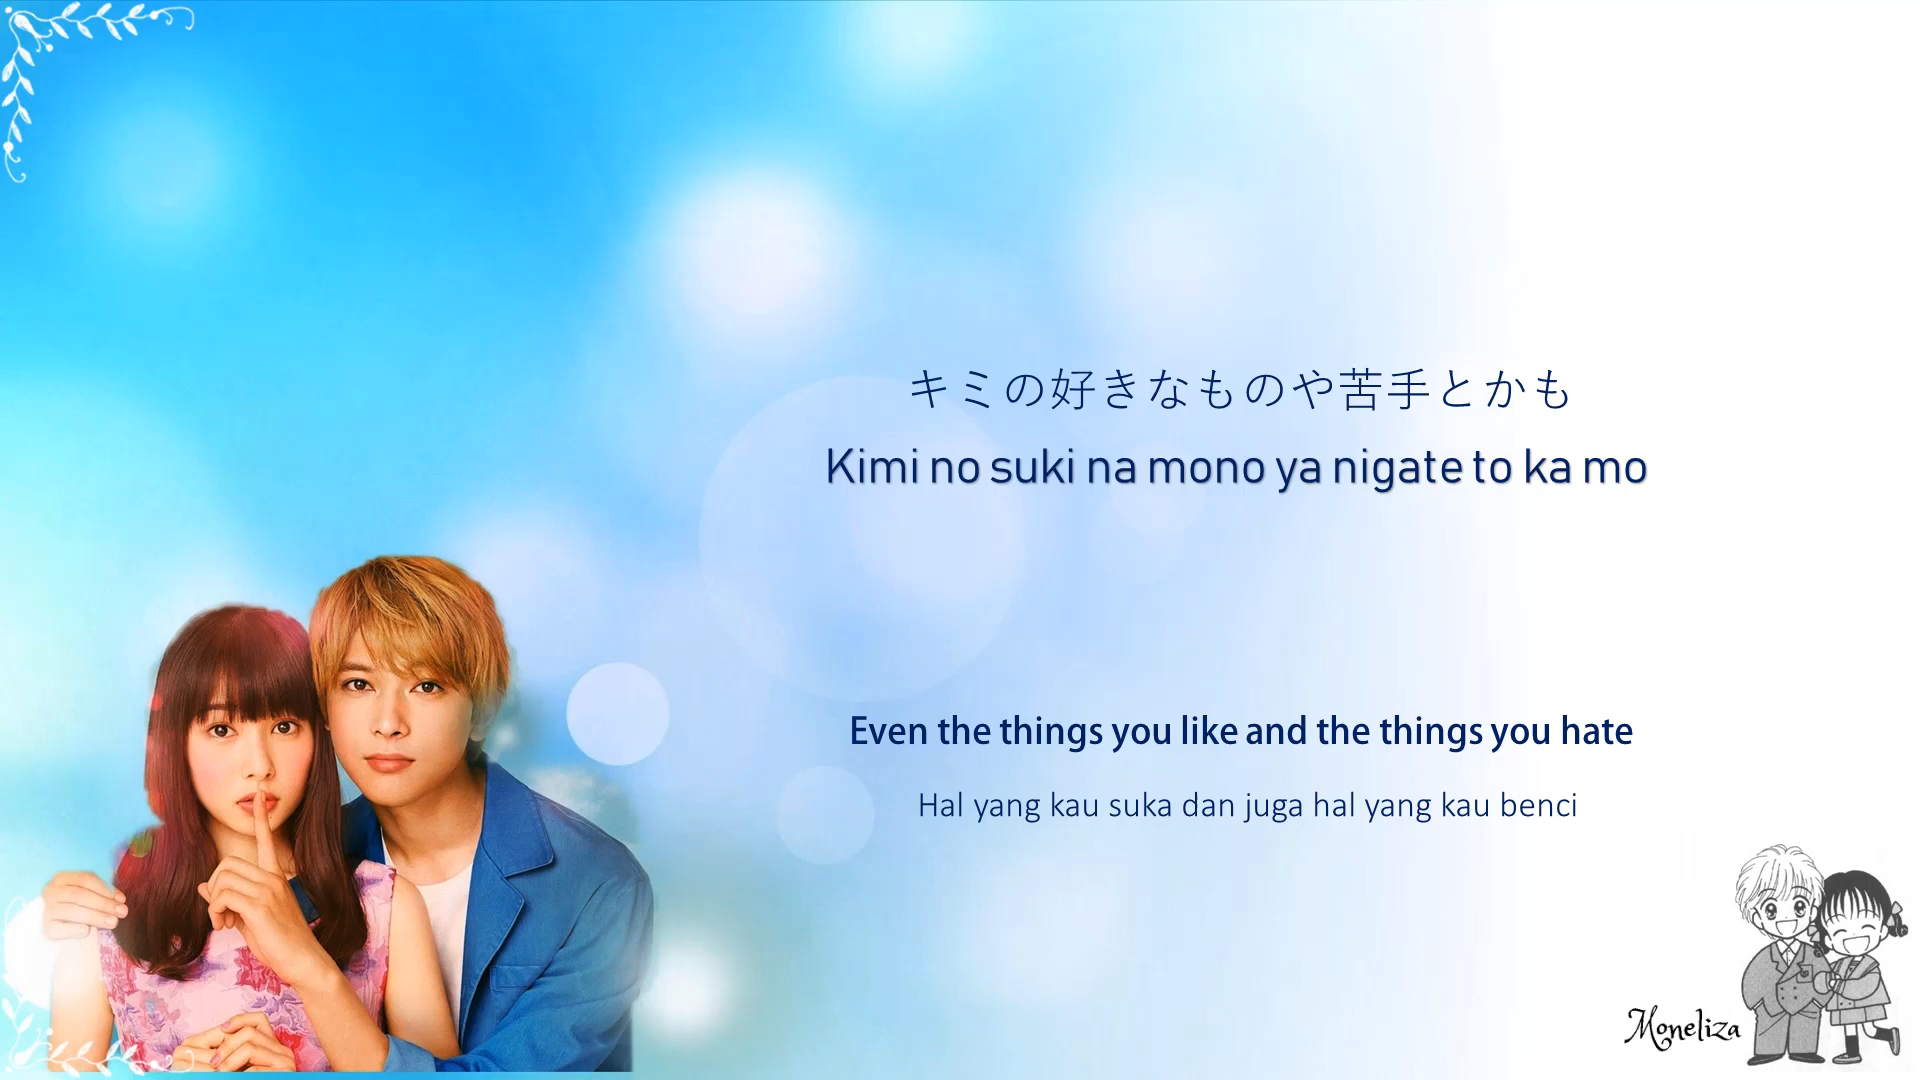 キミの好きなものや苦手とかも
Kimi no suki na mono ya nigate to ka mo
Even the things you like and the things you hate
Hal yang kau suka dan juga hal yang kau benci
Moneliza